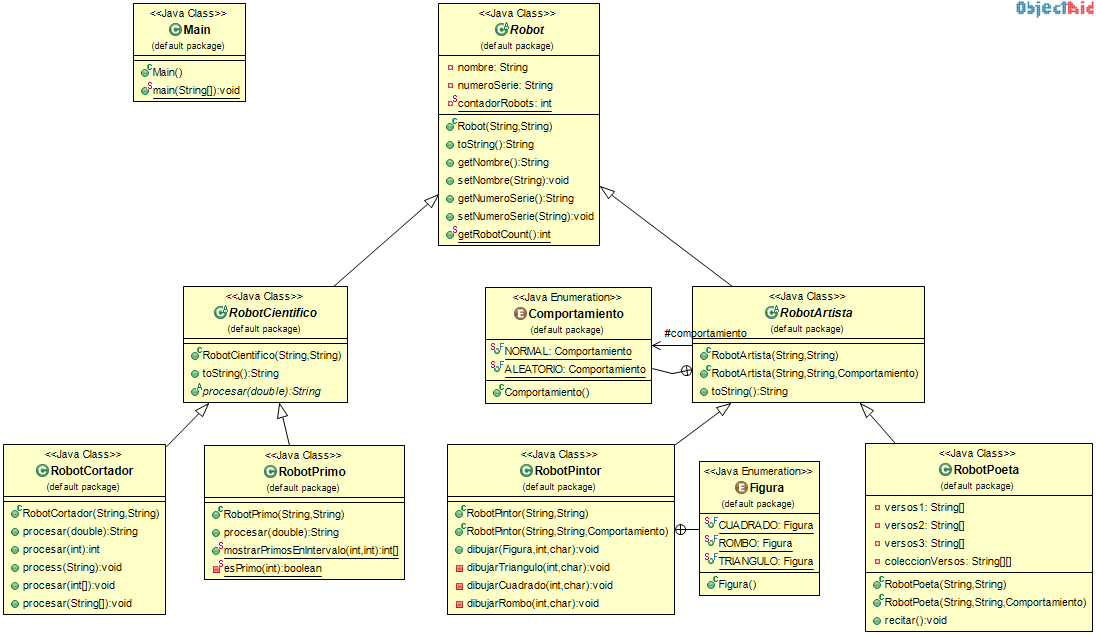 ObjectAid
<<Java Class>>
Main
(default package)
Main()
main(String[]):void
<<Java Class>>
Robot
(default package)
nombre: String
numeroSerie: String
contadorRobots: int
Robot(String,String)
toString():String
getNombre():String
setNombre(String):void
getNumeroSerie():String
setNumeroSerie(String):void
getRobotCount():int
<<Java Class>>
RobotCientifico
(default package)
RobotCientifico(String,String)
toString():String
procesar(double):String
<<Java Enumeration>>
Comportamiento
(default package)
NORMAL: Comportamiento
ALEATORIO: Comportamiento
Comportamiento()
#comportamiento
<<Java Class>>
RobotArtista
(default package)
RobotArtista(String,String)
RobotArtista(String,String,Comportamiento)
toString():String
<<Java Class>>
RobotCortador
(default package)
RobotCortador(String,String)
procesar(double):String
procesar(int):int
process(String):void
procesar(int[]):void
procesar(String[]):void
<<Java Class>>
RobotPrimo
(default package)
RobotPrimo(String,String)
procesar(double):String
mostrarPrimosEnIntervalo(int,int):int[]
esPrimo(int):boolean
<<Java Class>>
RobotPintor
(default package)
RobotPintor(String,String)
RobotPintor(String,String,Comportamiento)
dibujar(Figura,int,char):void
dibujarTriangulo(int,char):void
dibujarCuadrado(int,char):void
dibujarRombo(int,char):void
<<Java Enumeration>>
Figura
(default package)
CUADRADO: Figura
ROMBO: Figura
TRIANGULO: Figura
Figura()
<<Java Class>>
RobotPoeta
(default package)
versos1: String[]
versos2: String[]
versos3: String[]
coleccionVersos: String[][]
RobotPoeta(String,String)
RobotPoeta(String,String,Comportamiento)
recitar():void